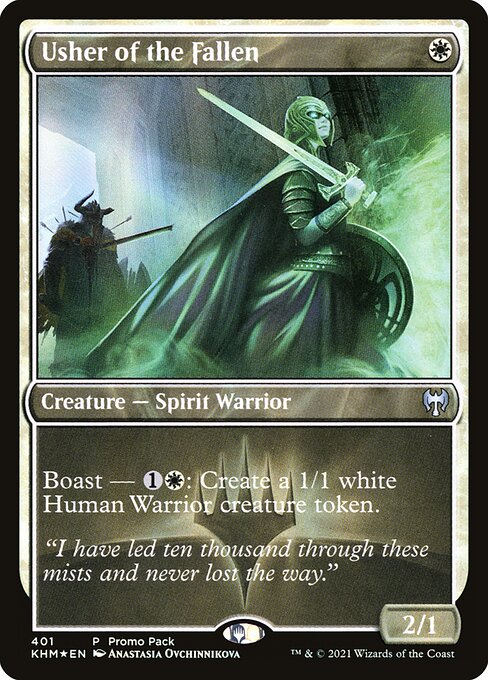 Usher of the Fallen
Creature — Spirit Warrior
Boast — 1: Create a 1/1 white
Human Warrior creature token.
“I have led ten thousand through these
mists and never lost the way.”
2/1
401 P Promo Pack
KHM★EN Anastasia Ovchinnikova
™ & © 2021 Wizards of the Coast